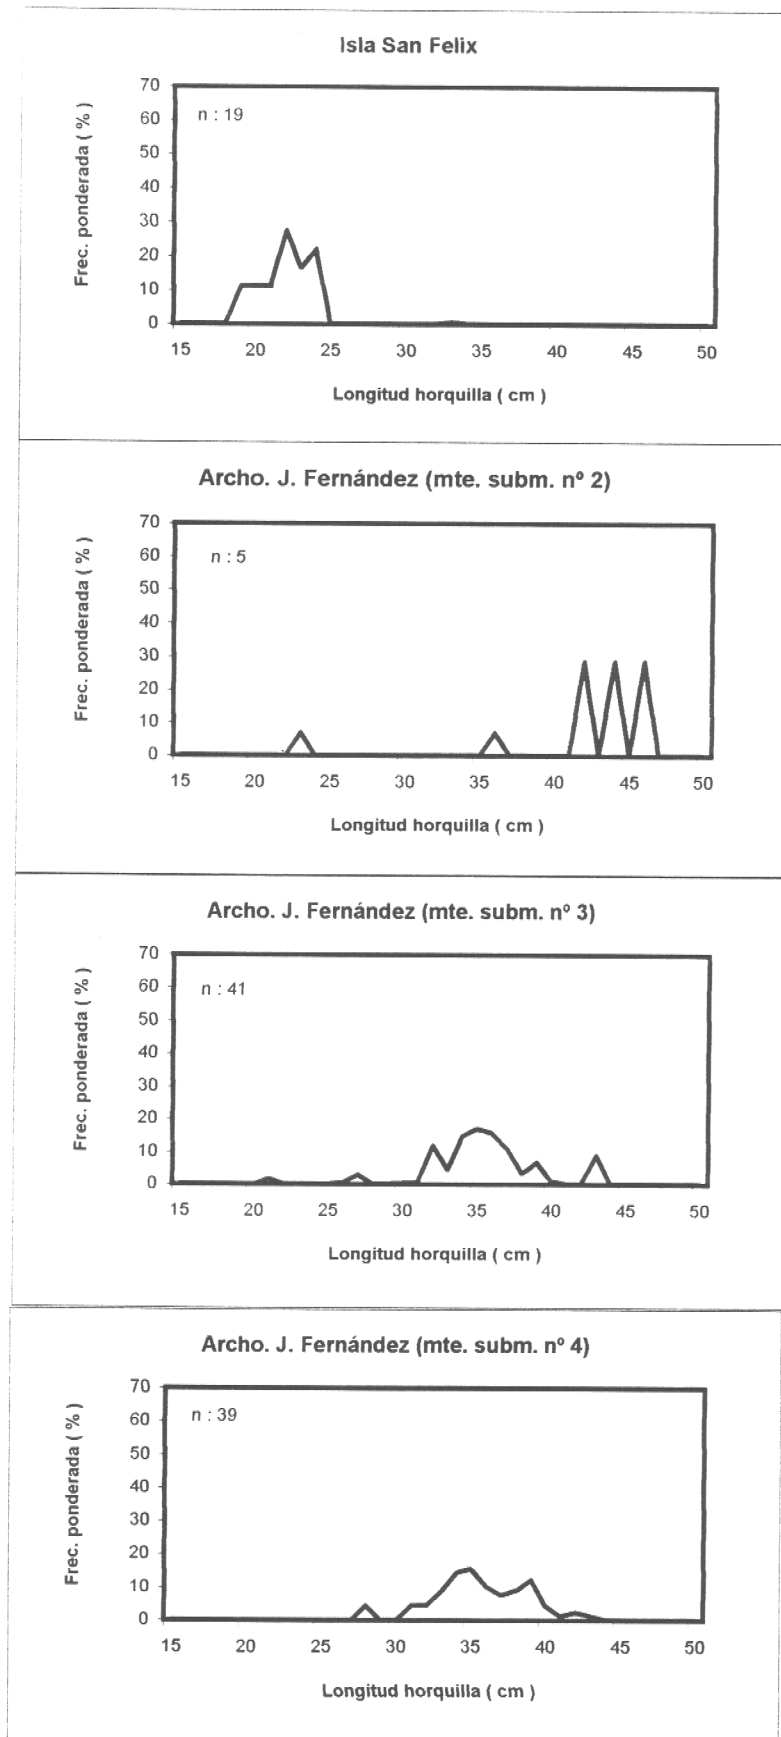 Isla San Felix
70
60
50
40
30
20
10
0
n : 19
Frec. ponderada ( % )
15 20 25 30 35 40 45 50
Longitud horquilla ( cm )
Archo. J. Fernández (mte. subm. nº 2)
70
60
50
40
30
20
10
0
n : 5
Frec. ponderada ( % )
15 20 25 30 35 40 45 50
Longitud horquilla ( cm )
Archo. J. Fernández (mte. subm. nº 3)
70
60
50
40
30
20
10
0
n : 41
Frec. ponderada ( % )
15 20 25 30 35 40 45 50
Longitud horquilla ( cm )
Archo. J. Fernández (mte. subm. nº 4)
70
60
50
40
30
20
10
0
n : 39
Frec. ponderada ( % )
15 20 25 30 35 40 45 50
Longitud horquilla ( cm )